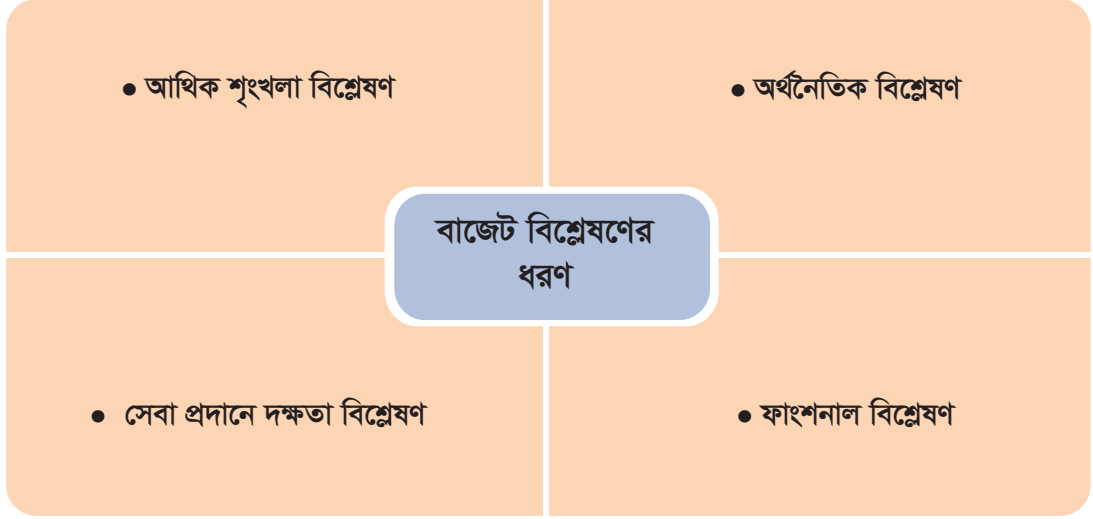 • আথিক শৃংখলা বিশ্লেষণ
• অর্থনৈতিক বিশ্লেষণ
বাজেট বিশ্লেষণের
ধরণ
• সেবা প্রদানে দক্ষতা বিশ্লেষণ
• ফাংশনাল বিশ্লেষণ